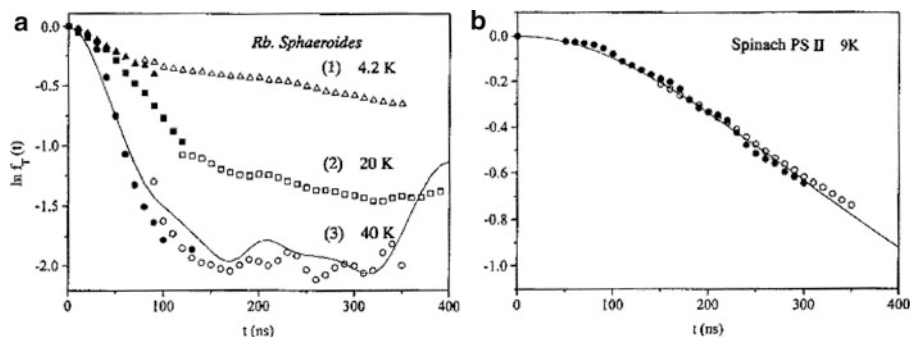 a
Rb. Sphaeroides
(1) 4.2 K
(2) 20 K
(3) 40 K
ln f_T (t)
0.0
-0.5
-1.0
-1.5
-2.0
0 100 200 300 400
t (ns)
b
Spinach PS II 9K
0.0
-0.2
-0.4
-0.6
-0.8
-1.0
0 100 200 300 400
t (ns)